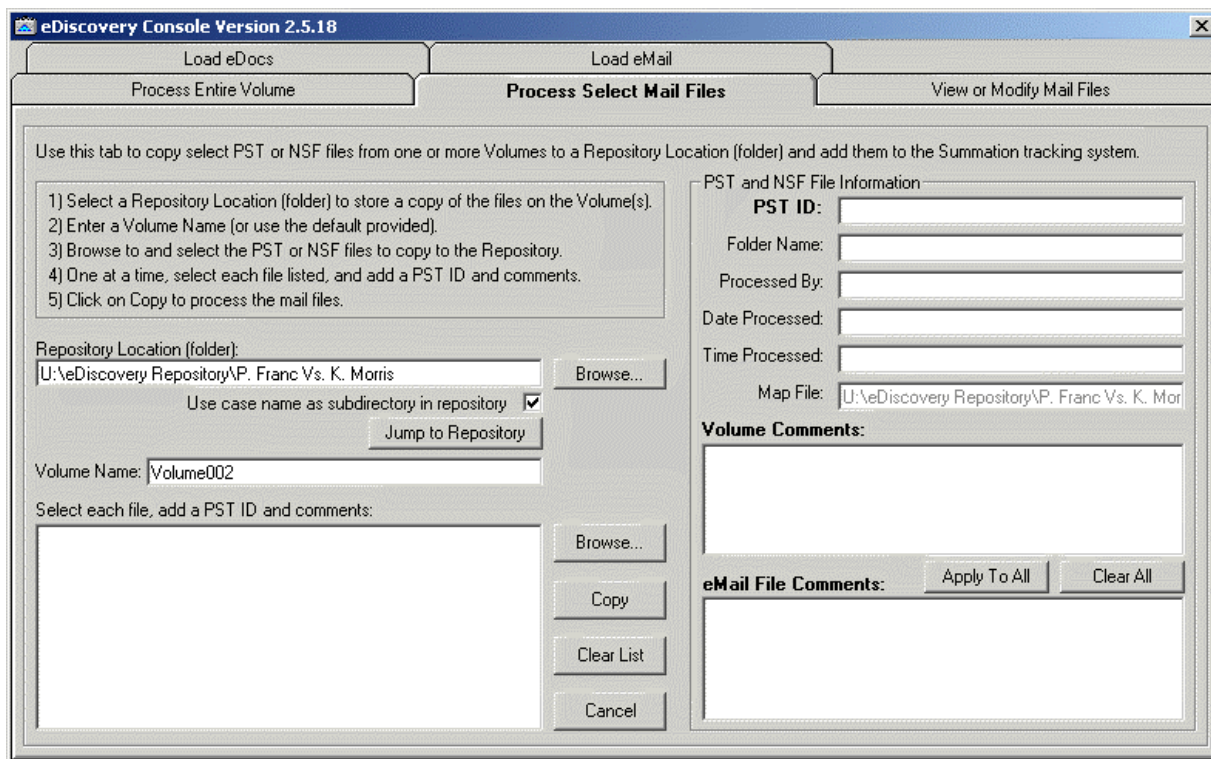 eDiscovery Console Version 2.5.18
Load eDocs
Load eMail
Process Entire Volume
Process Select Mail Files
View or Modify Mail Files
Use this tab to copy select PST or NSF files from one or more Volumes to a Repository Location (folder) and add them to the Summation tracking system.
1) Select a Repository Location (folder) to store a copy of the files on the Volume(s).
2) Enter a Volume Name (or use the default provided).
3) Browse to and select the PST or NSF files to copy to the Repository.
4) One at a time, select each file listed, and add a PST ID and comments.
5) Click on Copy to process the mail files.
Repository Location (folder):
U:\eDiscovery Repository\P. Franc Vs. K. Morris
Browse...
Use case name as subdirectory in repository
Jump to Repository
Volume Name: Volume002
Select each file, add a PST ID and comments:
Browse...
Copy
Clear List
Cancel
PST and NSF File Information
PST ID:
Folder Name:
Processed By:
Date Processed:
Time Processed:
Map File: U:\eDiscovery Repository\P. Franc Vs. K. Mor
Volume Comments:
eMail File Comments:
Apply To All
Clear All